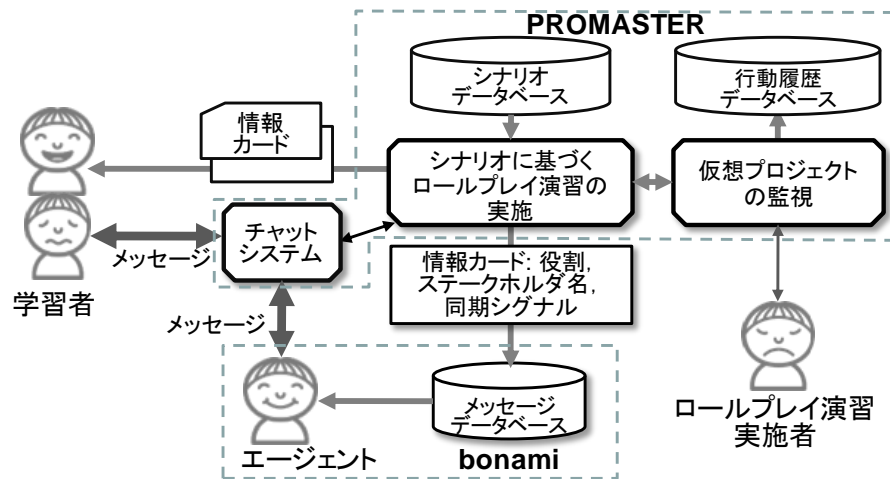 PROMASTER
シナリオ
データベース
行動履歴
データベース
情報
カード
シナリオに基づく
ロールプレイ演習の
実施
仮想プロジェクト
の監視
チャット
システム
メッセージ
学習者
情報カード: 役割,
ステークホルダ名,
同期シグナル
メッセージ
メッセージ
データベース
エージェント
bonami
ロールプレイ演習
実施者